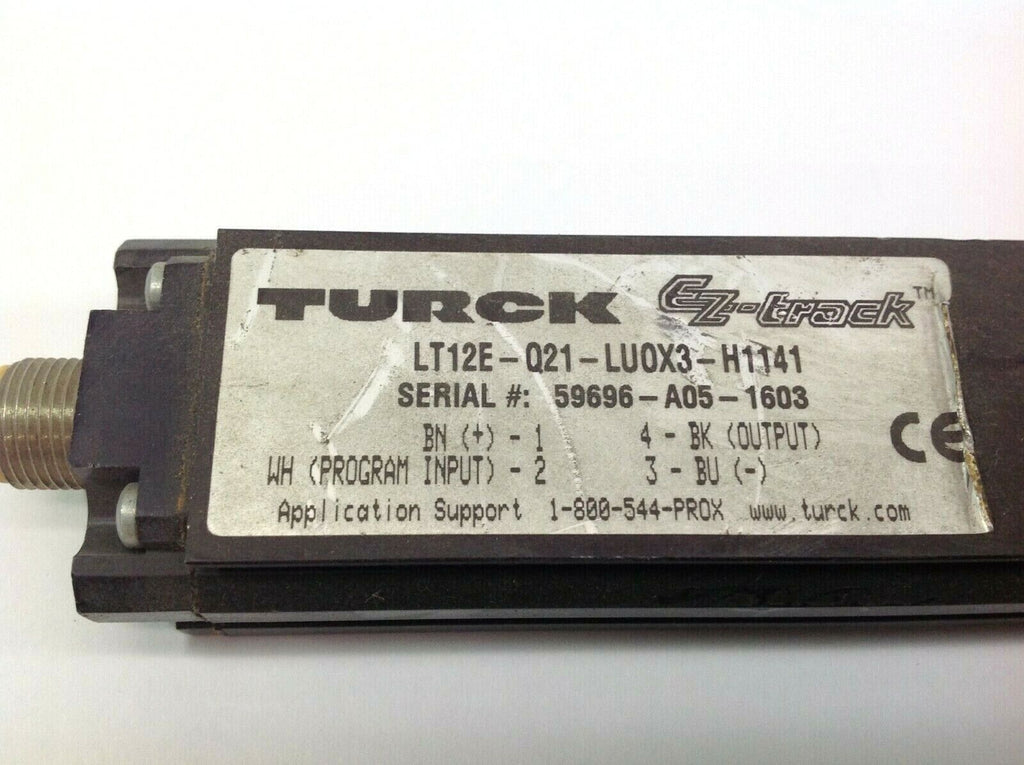 TURCK EZ-track™
LT12E-Q21-LU0X3-H1141
SERIAL #: 59696-A05-1603
BN (+) - 1 4 - BK (OUTPUT)
WH (PROGRAM INPUT) - 2 3 - BU (-)
CE
Application Support 1-800-544-PROX www.turck.com